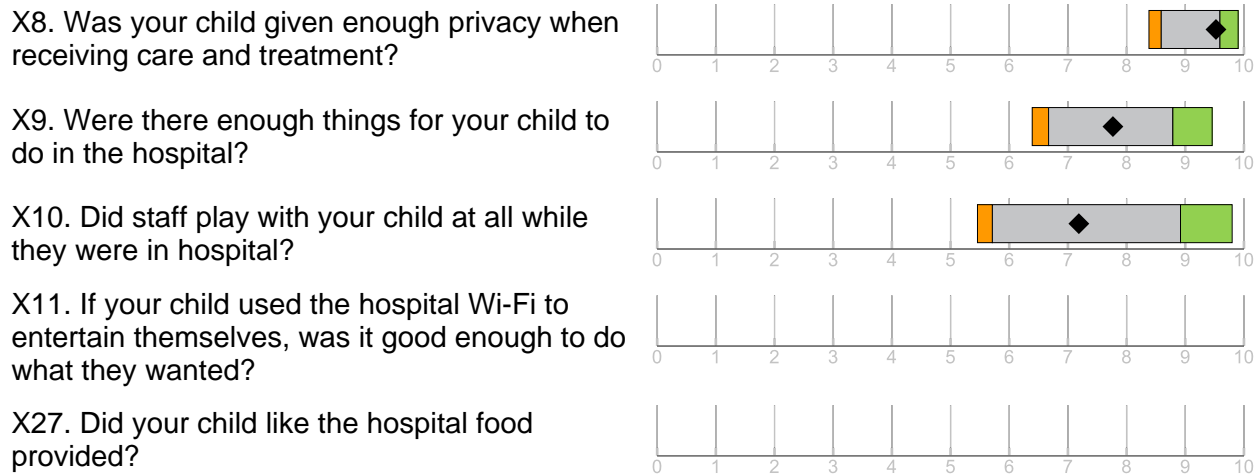 X8. Was your child given enough privacy when
receiving care and treatment?
0 1 2 3 4 5 6 7 8 9 10
X9. Were there enough things for your child to
do in the hospital?
0 1 2 3 4 5 6 7 8 9 10
X10. Did staff play with your child at all while
they were in hospital?
0 1 2 3 4 5 6 7 8 9 10
X11. If your child used the hospital Wi-Fi to
entertain themselves, was it good enough to do
what they wanted?
0 1 2 3 4 5 6 7 8 9 10
X27. Did your child like the hospital food
provided?
0 1 2 3 4 5 6 7 8 9 10